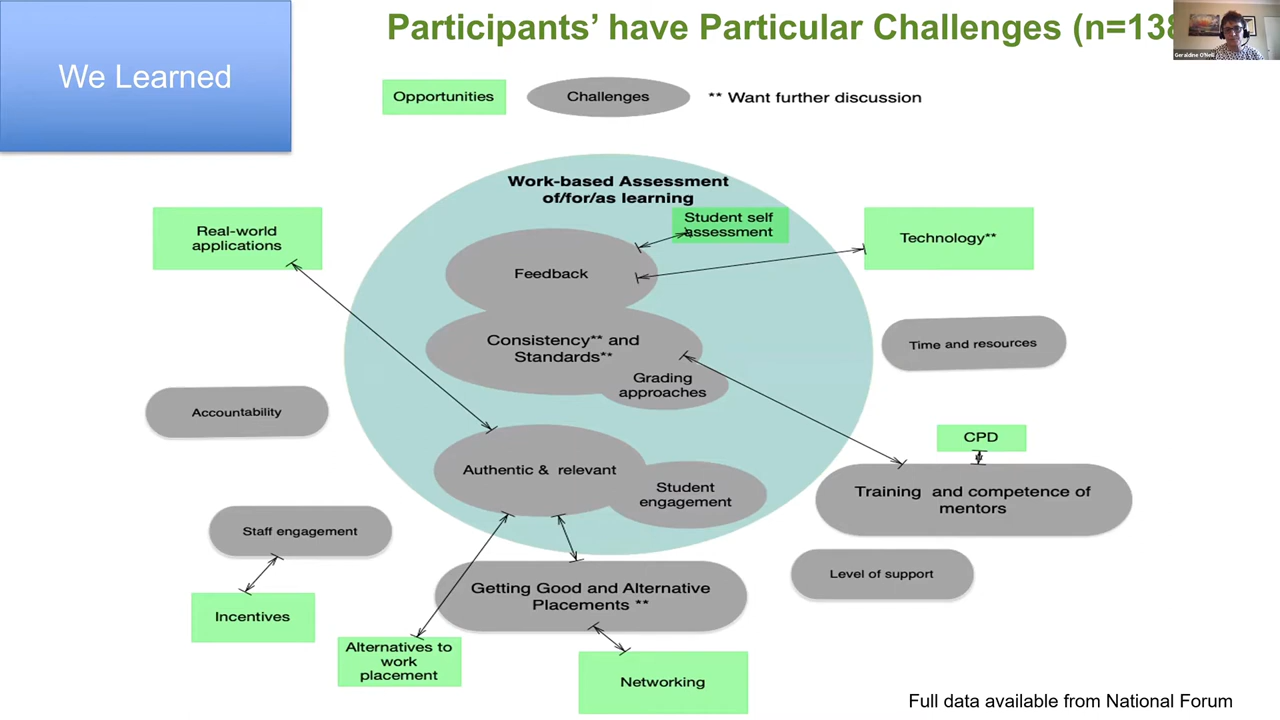 Participants' have Particular Challenges (n=138
We Learned
Geraldine O'Neill
Opportunities
Challenges
** Want further discussion
Work-based Assessment
of/for/as learning
Student self
assessment
Real-world
applications
Technology**
Feedback
Consistency** and
Standards**
Time and resources
Grading
approaches
Accountability
CPD
Authentic & relevant
Student
engagement
Training and competence of
mentors
Staff engagement
Level of support
Getting Good and Alternative
Placements **
Incentives
Alternatives to
work
placement
Networking
Full data available from National Forum